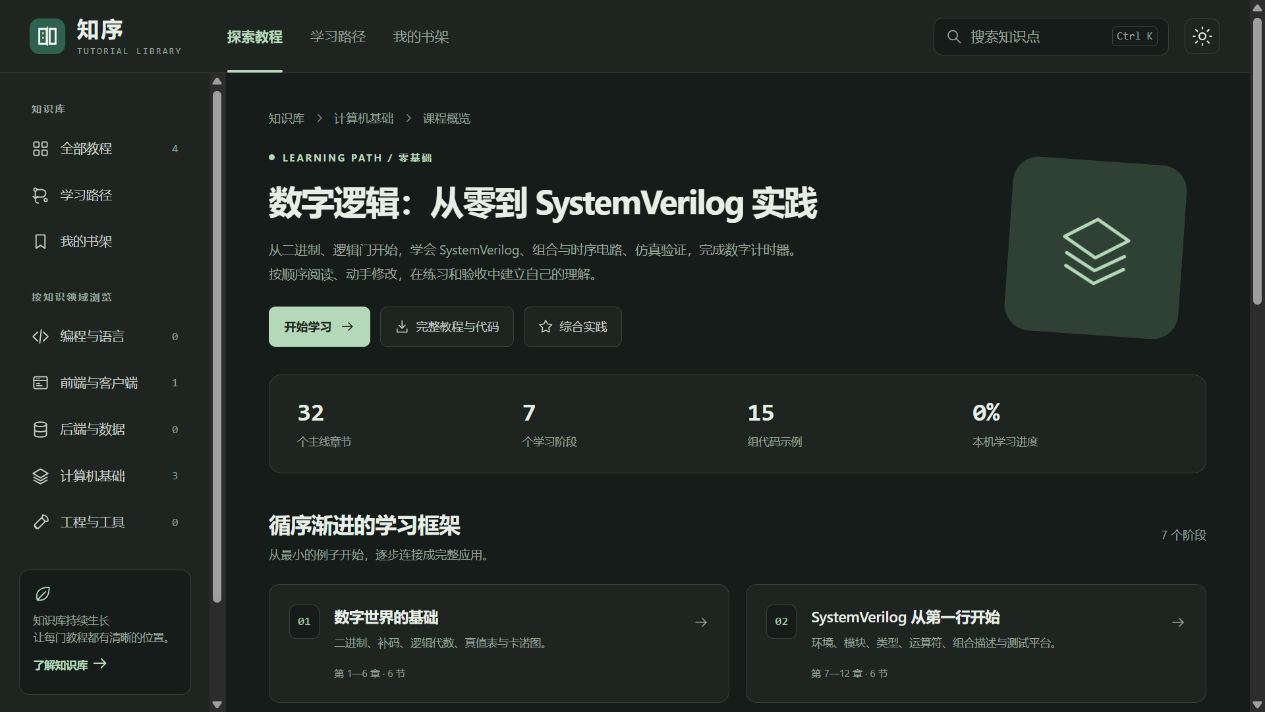 知序
TUTORIAL LIBRARY
探索教程
学习路径
我的书架
搜索知识点
Ctrl K
知识库
全部教程
4
学习路径
我的书架
按知识领域浏览
编程与语言
0
前端与客户端
1
后端与数据
0
计算机基础
3
工程与工具
0
知识库持续生长
让每门教程都有清晰的位置。
了解知识库 →
知识库 > 计算机基础 > 课程概览
• LEARNING PATH / 零基础
数字逻辑：从零到 SystemVerilog 实践
从二进制、逻辑门开始，学会 SystemVerilog、组合与时序电路、仿真验证，完成数字计时器。
按顺序阅读、动手修改，在练习和验收中建立自己的理解。
开始学习 →
完整教程与代码
综合实践
32
个主线章节
7
个学习阶段
15
组代码示例
0%
本机学习进度
循序渐进的学习框架
从最小的例子开始，逐步连接成完整应用。
7 个阶段
01
数字世界的基础
二进制、补码、逻辑代数、真值表与卡诺图。
第 1—6 章 · 6 节
→
02
SystemVerilog 从第一行开始
环境、模块、类型、运算符、组合描述与测试平台。
第 7—12 章 · 6 节
→